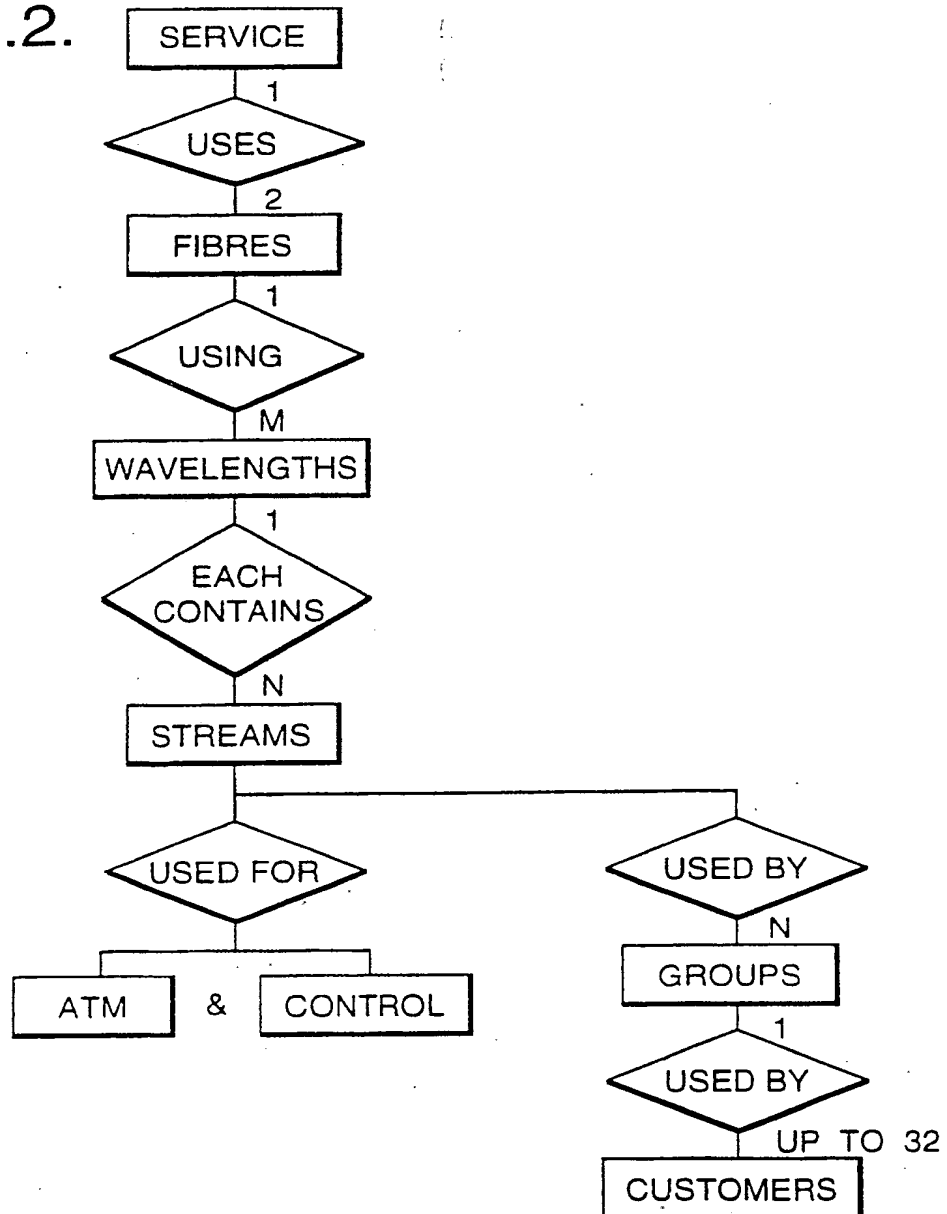 .2.
SERVICE
1
USES
2
FIBRES
1
USING
M
WAVELENGTHS
1
EACH
CONTAINS
N
STREAMS
USED FOR
USED BY
N
ATM & CONTROL
GROUPS
1
USED BY
UP TO 32
CUSTOMERS